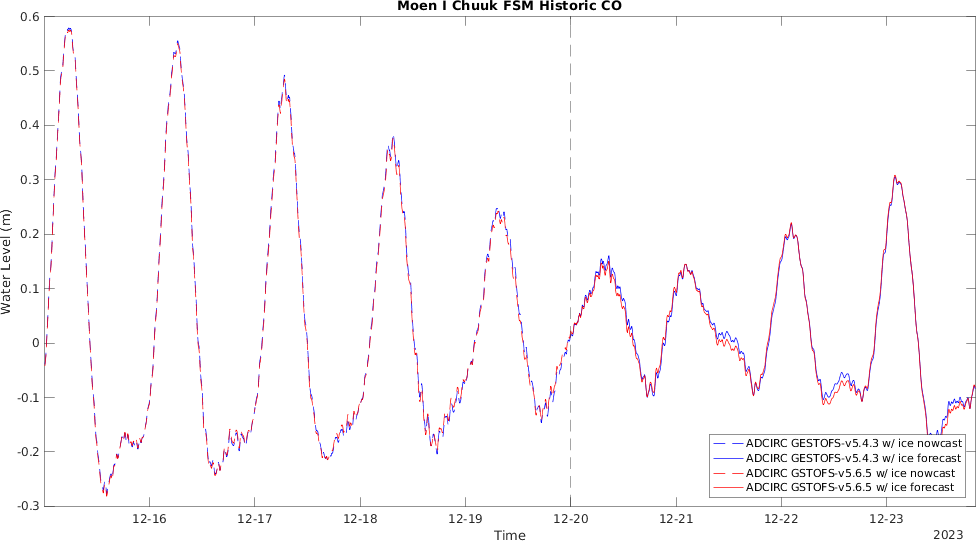 Moen I Chuuk FSM Historic CO
0.6
0.5
0.4
0.3
0.2
0.1
0
-0.1
-0.2
-0.3
Water Level (m)
12-16 12-17 12-18 12-19 12-20 12-21 12-22 12-23
Time
2023
ADCIRC GESTOFS-v5.4.3 w/ ice nowcast
ADCIRC GESTOFS-v5.4.3 w/ ice forecast
ADCIRC GSTOFS-v5.6.5 w/ ice nowcast
ADCIRC GSTOFS-v5.6.5 w/ ice forecast